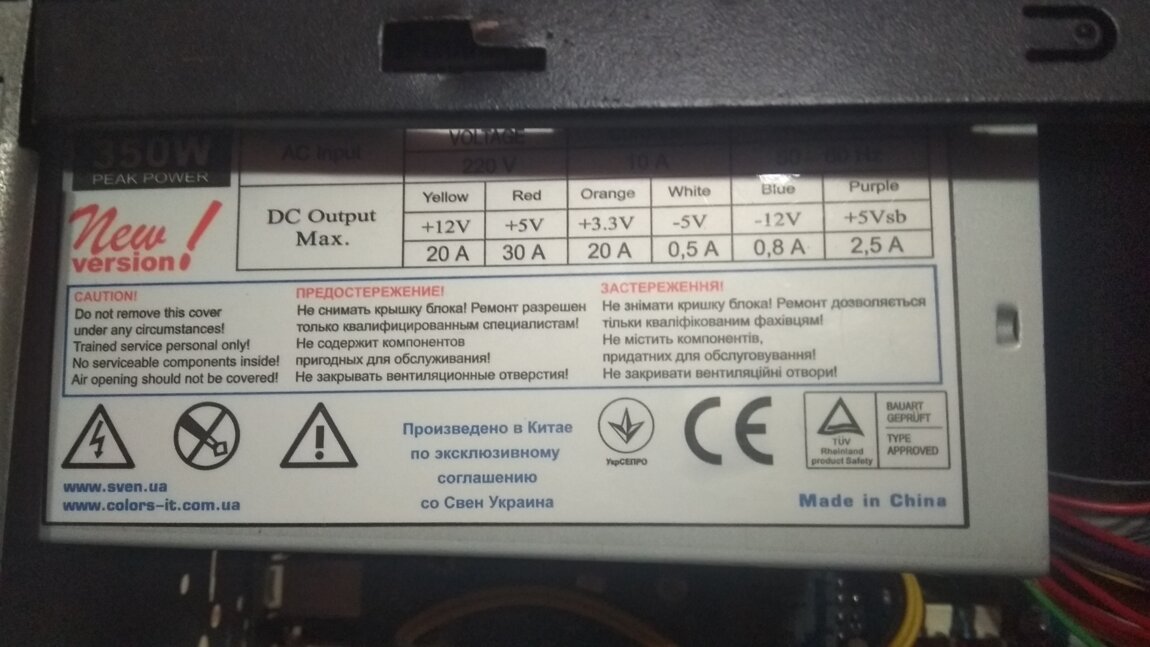 350W
PEAK POWER
AC Input
VOLTAGE
220 V
10 A
DC Output
Max.
Yellow Red Orange White Blue Purple
+12V +5V +3.3V -5V -12V +5Vsb
20 A 30 A 20 A 0,5 A 0,8 A 2,5 A
New
version!
CAUTION!
Do not remove this cover
under any circumstances!
Trained service personal only!
No serviceable components inside!
Air opening should not be covered!
ПРЕДОСТЕРЕЖЕНИЕ!
Не снимать крышку блока! Ремонт разрешен
только квалифицированным специалистам!
Не содержит компонентов
пригодных для обслуживания!
Не закрывать вентиляционные отверстия!
ЗАСТЕРЕЖЕННЯ!
Не знімати кришку блока! Ремонт дозволяється
тільки кваліфікованим фахівцям!
Не містить компонентів,
придатних для обслуговування!
Не закривати вентиляційні отвори!
www.sven.ua
www.colors-it.com.ua
Произведено в Китае
по эксклюзивному
соглашению
со Свен Украина
УкрСЕПРО
CE
TÜV
Rheinland
product Safety
BAUART
GEPRÜFT
TYPE
APPROVED
Made in China